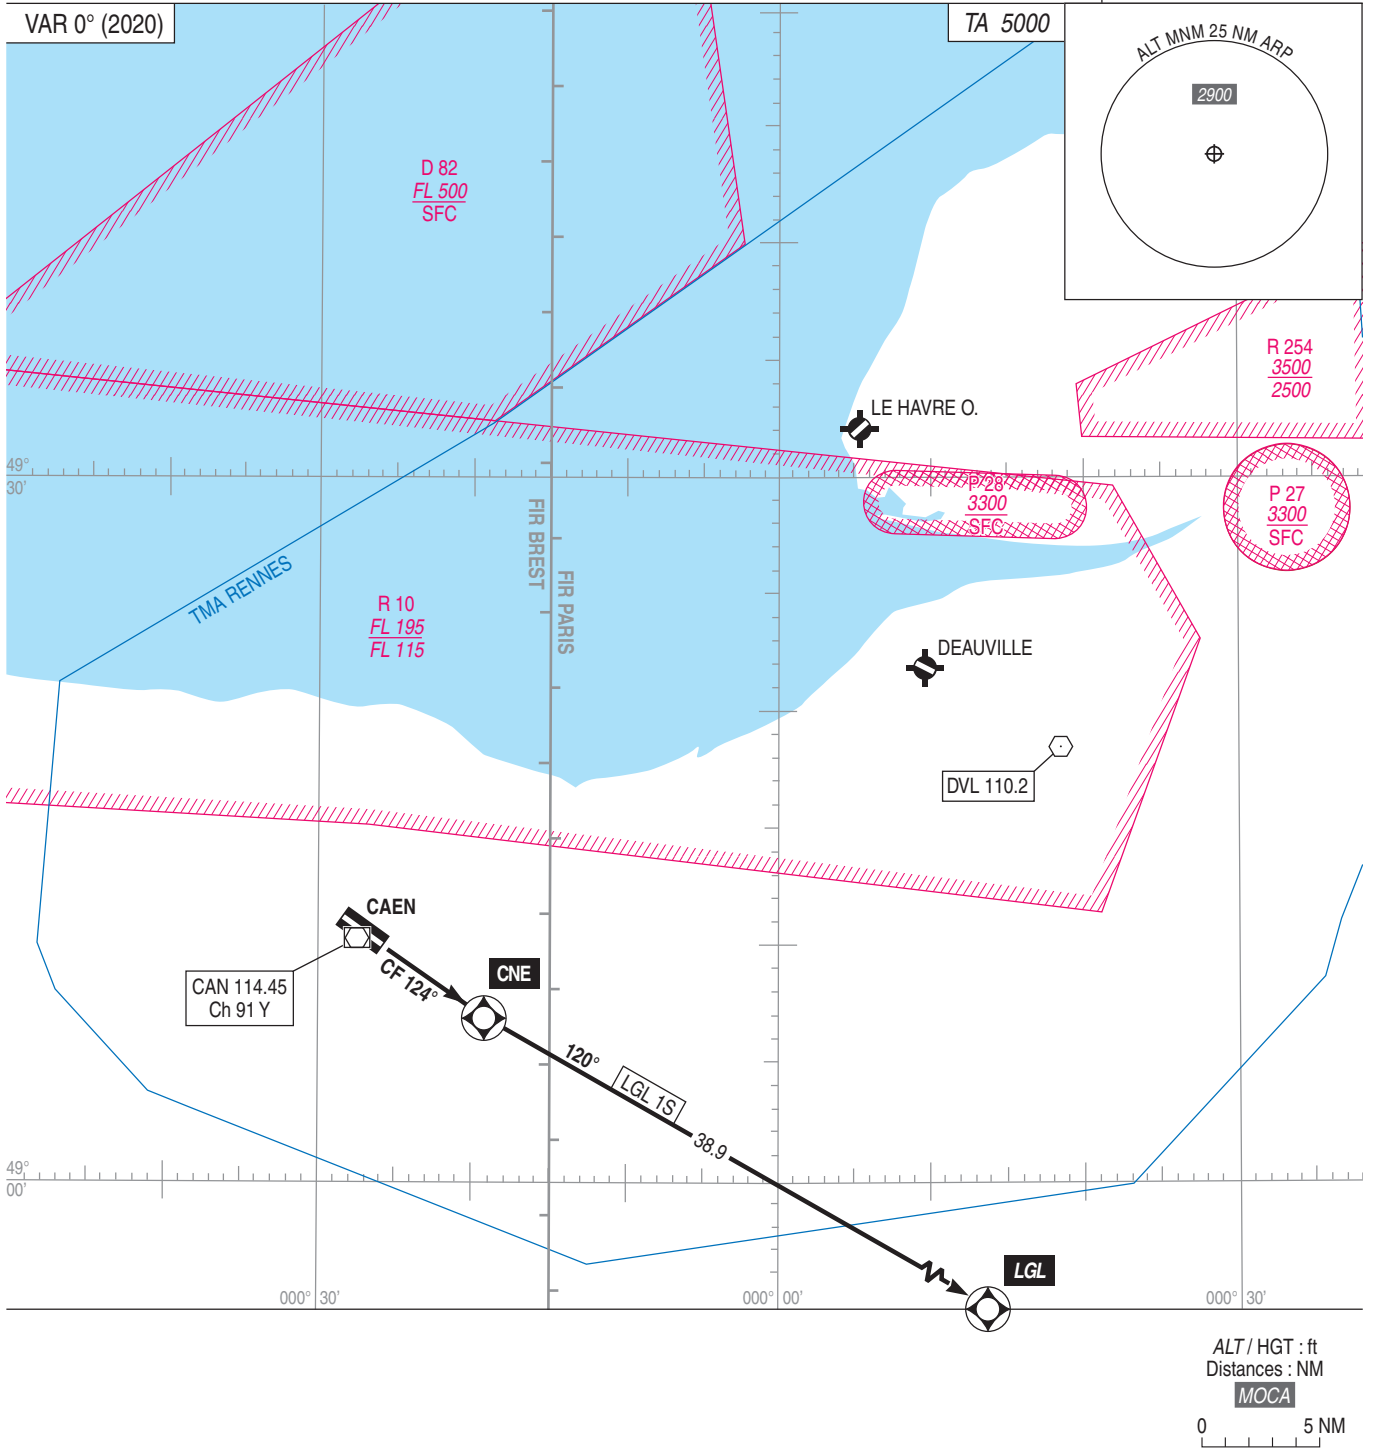 VAR 0° (2020)
TA 5000
ALT MNM 25 NM ARP
2900
D 82
FL 500
SFC
R 254
3500
2500
LE HAVRE O.
49°
30'
P 28
3300
SFC
P 27
3300
SFC
FIR BREST
FIR PARIS
TMA RENNES
R 10
FL 195
FL 115
DEAUVILLE
DVL 110.2
CAEN
CAN 114.45
Ch 91 Y
CF 124°
CNE
120°
LGL 1S
38.9
49°
00'
LGL
000° 30'
000° 00'
000° 30'
ALT / HGT : ft
Distances : NM
MOCA
0 5 NM